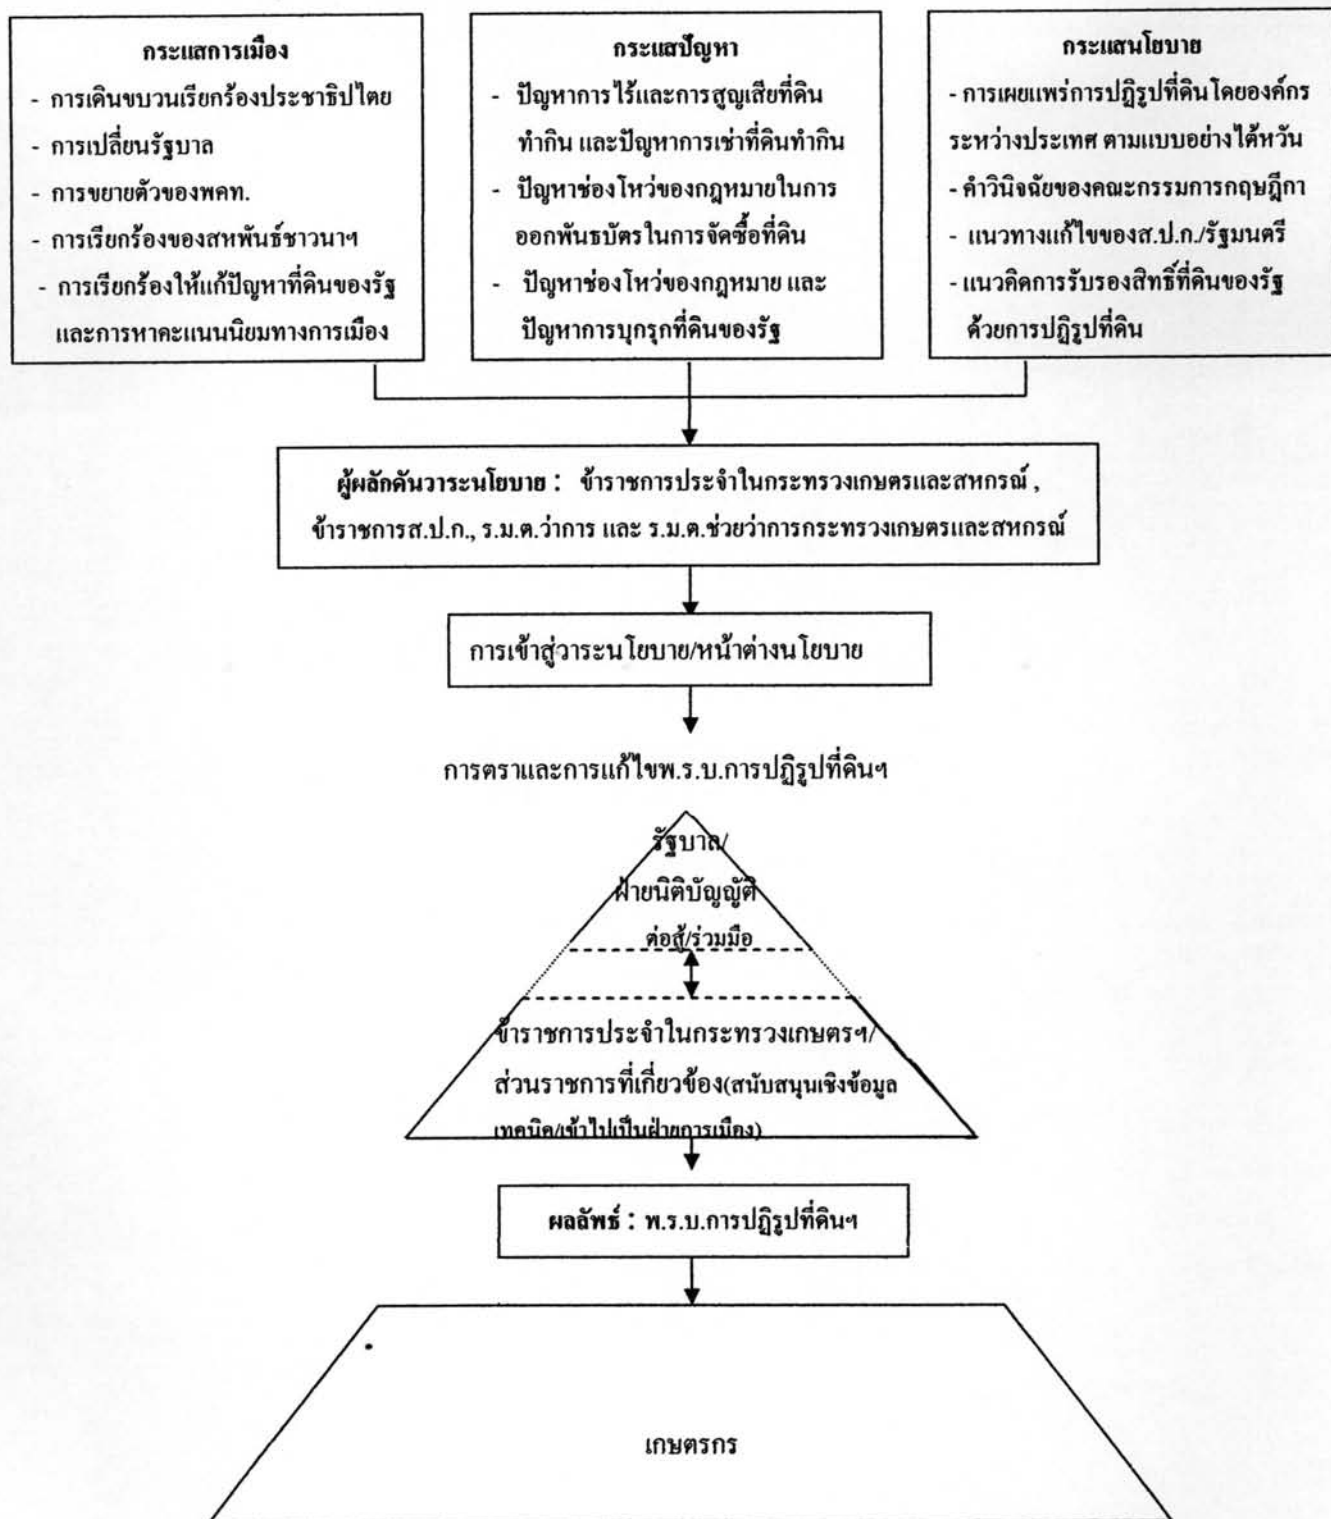 กระแสการเมือง
- การเดินขบวนเรียกร้องประชาธิปไตย
- การเปลี่ยนรัฐบาล
- การขยายตัวของพคท.
- การเรียกร้องของสหพันธ์ชาวนาฯ
- การเรียกร้องให้แก้ปัญหาที่ดินของรัฐ
และการหาคะแนนนิยมทางการเมือง
กระแสปัญหา
- ปัญหาการไร้และการสูญเสียที่ดิน
ทำกิน และปัญหาการเช่าที่ดินทำกิน
- ปัญหาช่องโหว่ของกฎหมายในการ
ออกพันธบัตรในการจัดซื้อที่ดิน
- ปัญหาช่องโหว่ของกฎหมาย และ
ปัญหาการบุกรุกที่ดินของรัฐ
กระแสนโยบาย
- การเผยแพร่การปฏิรูปที่ดินโดยองค์กร
ระหว่างประเทศ ตามแบบอย่างไต้หวัน
- คำวินิจฉัยของคณะกรรมการกฤษฎีกา
- แนวทางแก้ไขของส.ป.ก./รัฐมนตรี
- แนวคิดการรับรองสิทธิ์ที่ดินของรัฐ
ด้วยการปฏิรูปที่ดิน
ผู้ผลักดันวาระนโยบาย : ข้าราชการประจำในกระทรวงเกษตรและสหกรณ์ ,
ข้าราชการส.ป.ก., ร.ม.ต.ว่าการ และ ร.ม.ต.ช่วยว่าการกระทรวงเกษตรและสหกรณ์
การเข้าสู่วาระนโยบาย/หน้าต่างนโยบาย
การตราและการแก้ไขพ.ร.บ.การปฏิรูปที่ดินฯ
รัฐบาล/
ฝ่ายนิติบัญญัติ
ต่อสู้/ร่วมมือ
ข้าราชการประจำในกระทรวงเกษตรฯ/
ส่วนราชการที่เกี่ยวข้อง(สนับสนุนเชิงข้อมูล
เทคนิค/เข้าไปเป็นฝ่ายการเมือง)
ผลลัพธ์ : พ.ร.บ.การปฏิรูปที่ดินฯ
เกษตรกร